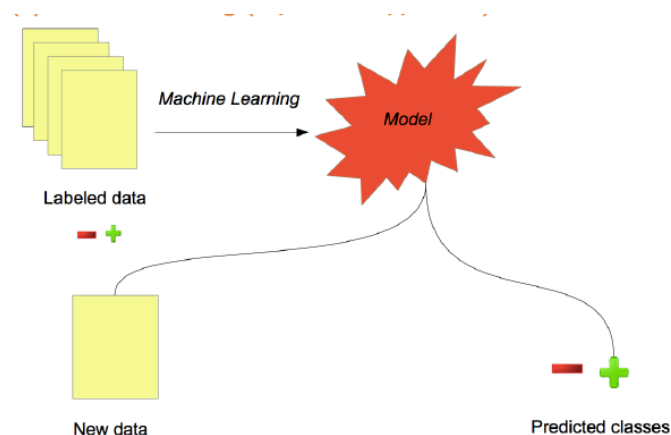 Machine Learning
Model
Labeled data
New data
Predicted classes